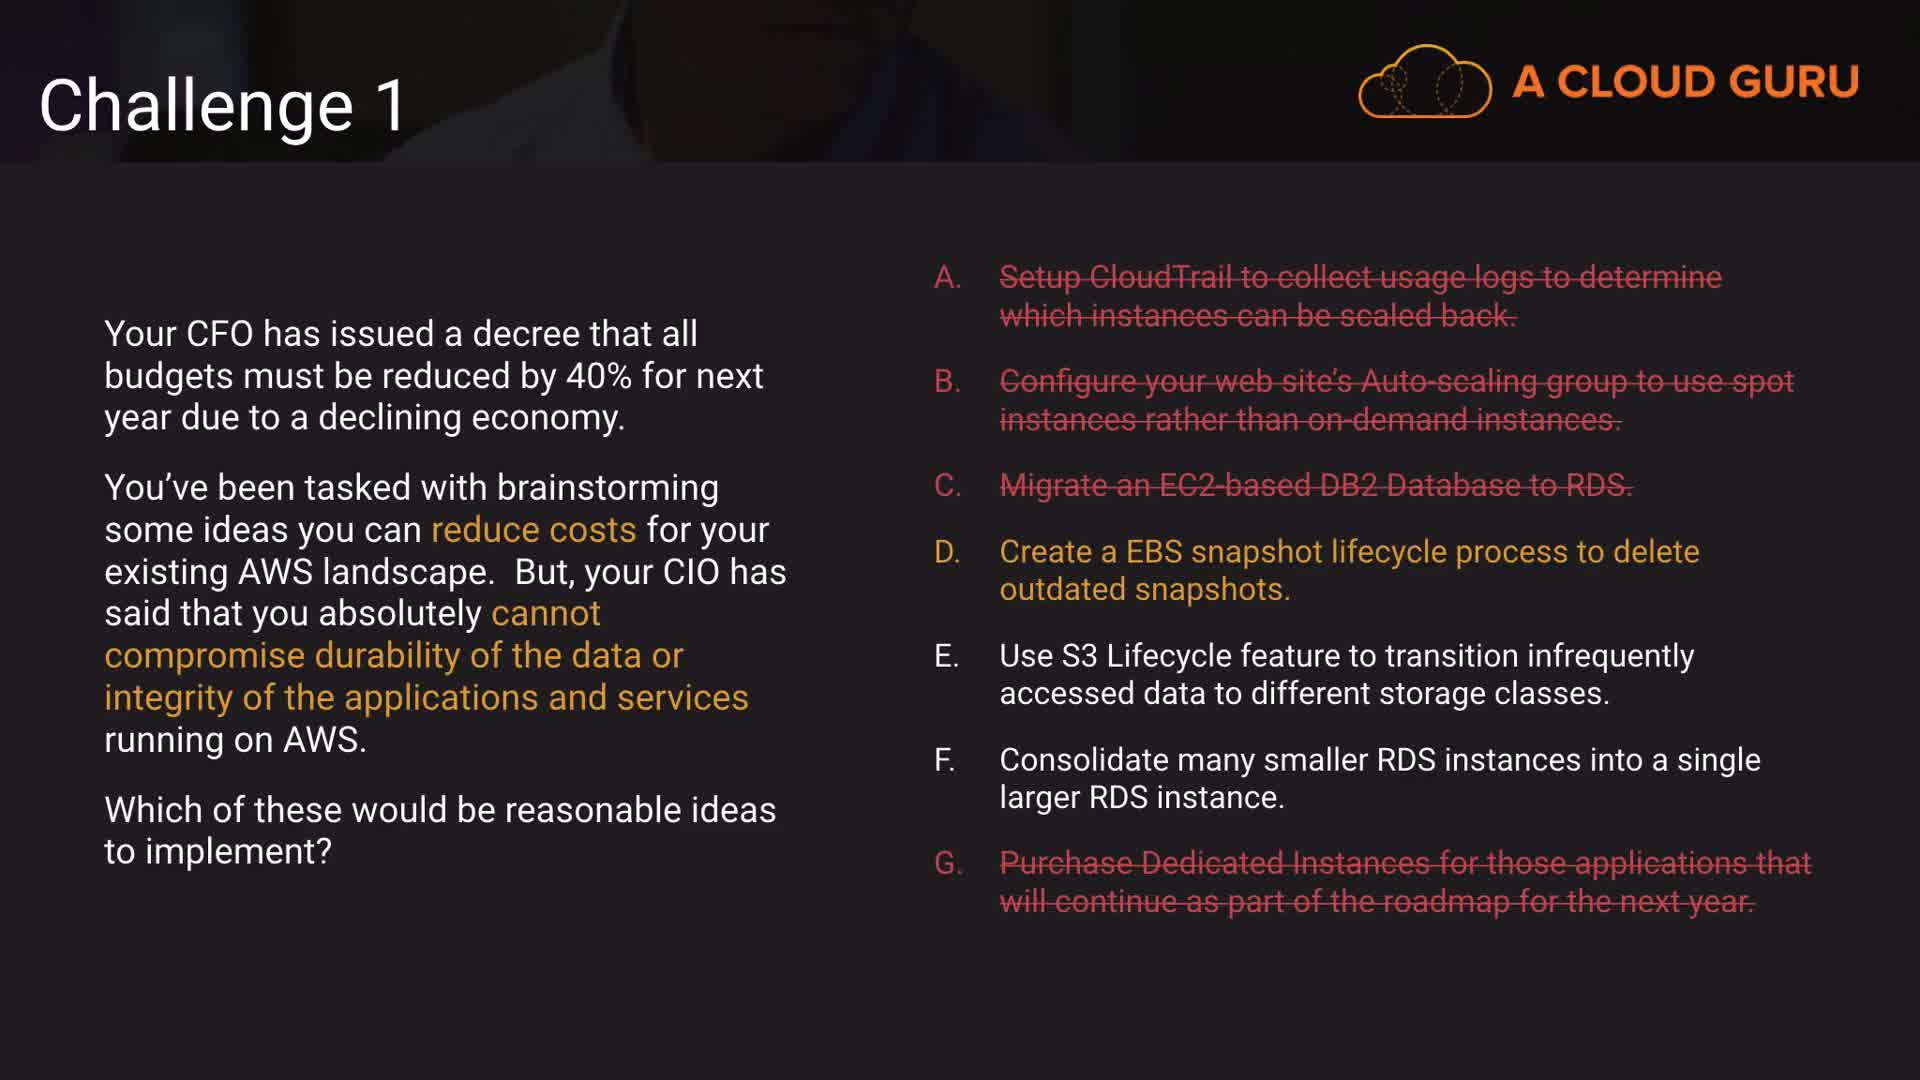 Challenge 1
A CLOUD GURU
Your CFO has issued a decree that all
budgets must be reduced by 40% for next
year due to a declining economy.
You’ve been tasked with brainstorming
some ideas you can reduce costs for your
existing AWS landscape.  But, your CIO has
said that you absolutely cannot
compromise durability of the data or
integrity of the applications and services
running on AWS.
Which of these would be reasonable ideas
to implement?
A. Setup CloudTrail to collect usage logs to determine
which instances can be scaled back.
B. Configure your web site’s Auto-scaling group to use spot
instances rather than on-demand instances.
C. Migrate an EC2-based DB2 Database to RDS.
D. Create a EBS snapshot lifecycle process to delete
outdated snapshots.
E. Use S3 Lifecycle feature to transition infrequently
accessed data to different storage classes.
F. Consolidate many smaller RDS instances into a single
larger RDS instance.
G. Purchase Dedicated Instances for those applications that
will continue as part of the roadmap for the next year.